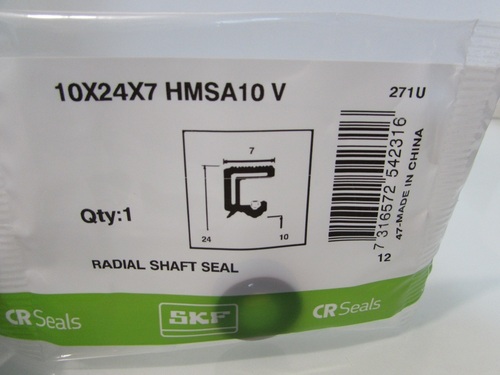 10X24X7 HMSA10 V
271U
7
24
10
Qty:1
7 316572 542316
47-MADE IN CHINA
12
RADIAL SHAFT SEAL
CR Seals
SKF
CR Seals